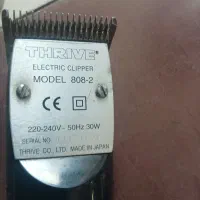 THRIVE
ELECTRIC CLIPPER
MODEL 808-2
CE
220-240V~ 50Hz 30W
SERIAL NO
THRIVE CO., LTD. MADE IN JAPAN